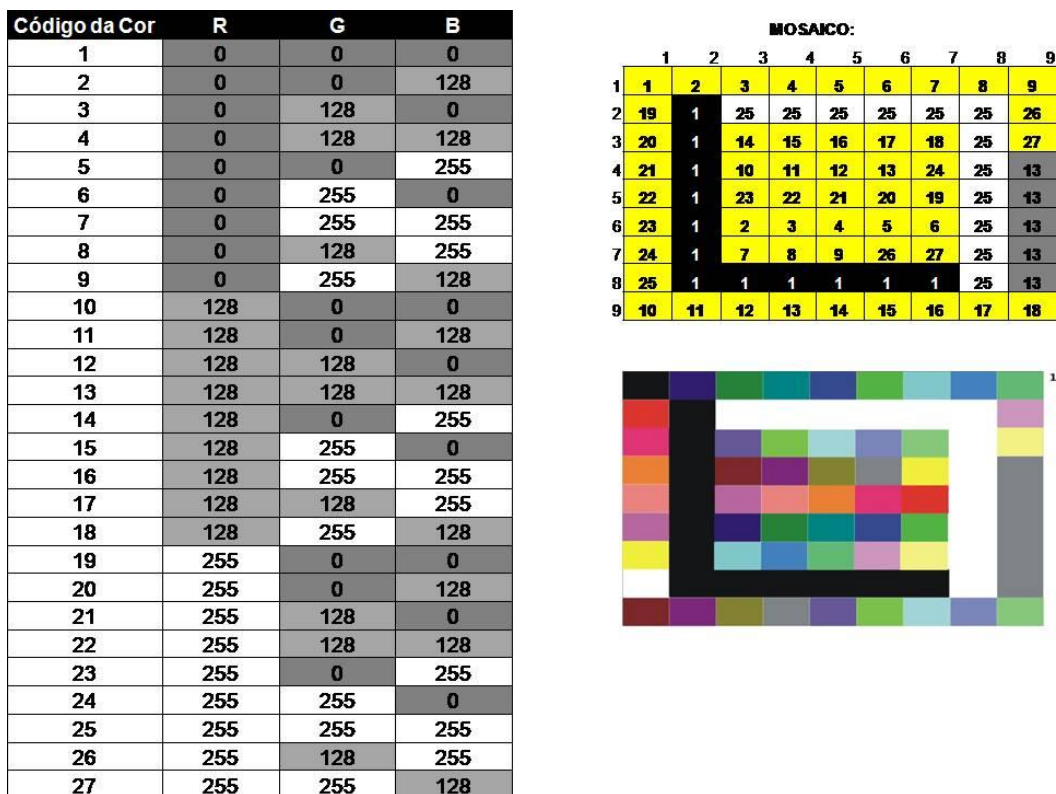 Código da Cor R G B
1 0 0 0
2 0 0 128
3 0 128 0
4 0 128 128
5 0 0 255
6 0 255 0
7 0 255 255
8 0 128 255
9 0 255 128
10 128 0 0
11 128 0 128
12 128 128 0
13 128 128 128
14 128 0 255
15 128 255 0
16 128 255 255
17 128 128 255
18 128 255 128
19 255 0 0
20 255 0 128
21 255 128 0
22 255 128 128
23 255 0 255
24 255 255 0
25 255 255 255
26 255 128 255
27 255 255 128
MOSAICO:
1 2 3 4 5 6 7 8 9
1 1 2 3 4 5 6 7 8 9
2 19 1 25 25 25 25 25 25 26
3 20 1 14 15 16 17 18 25 27
4 21 1 10 11 12 13 24 25 13
5 22 1 23 22 21 20 19 25 13
6 23 1 2 3 4 5 6 25 13
7 24 1 7 8 9 26 27 25 13
8 25 1 1 1 1 1 1 25 13
9 10 11 12 13 14 15 16 17 18
1